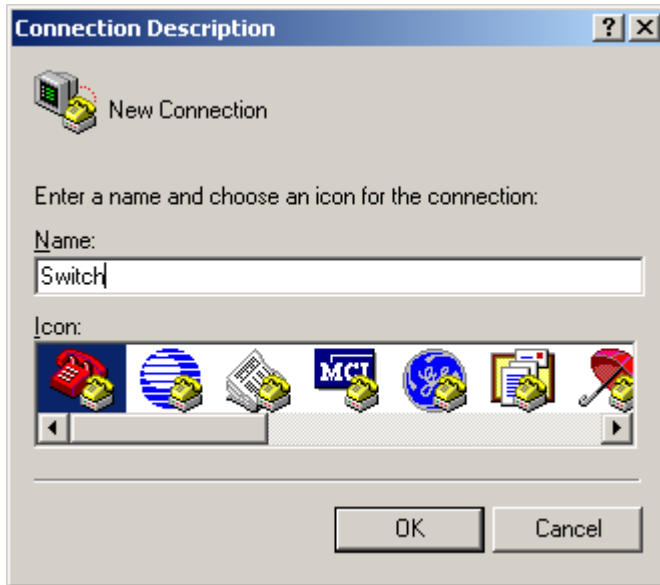 Connection Description
New Connection
Enter a name and choose an icon for the connection:
Name:
Switch
Icon:
MCI
OK Cancel